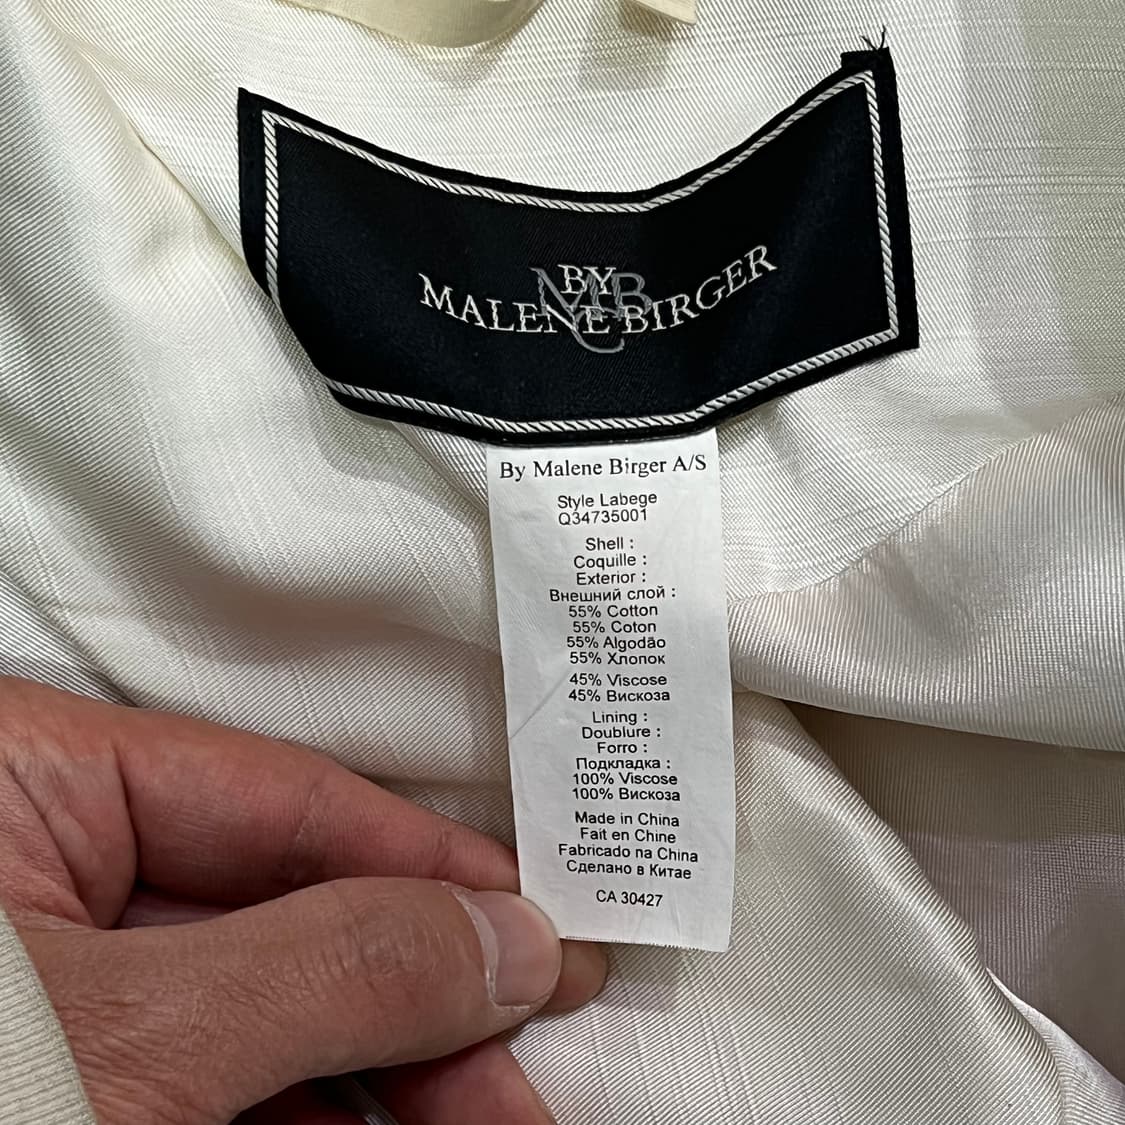 BY
MALENE BIRGER
By Malene Birger A/S
Style Labege
Q34735001
Shell :
Coquille :
Exterior :
Внешний слой :
55% Cotton
55% Coton
55% Algodão
55% Хлопок
45% Viscose
45% Вискоза
Lining :
Doublure :
Forro :
Подкладка :
100% Viscose
100% Вискоза
Made in China
Fait en Chine
Fabricado na China
Сделано в Китае
CA 30427